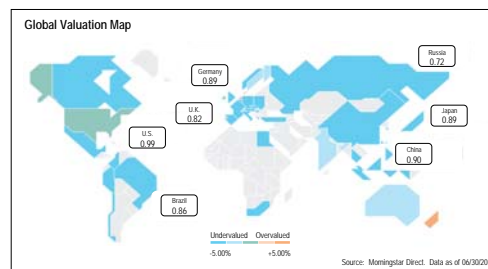 Global Valuation Map
Russia
0.72
Germany
0.89
U.K.
0.82
Japan
0.89
U.S.
0.99
China
0.90
Brazil
0.86
Undervalued Overvalued
-5.00% +5.00%
Source: Morningstar Direct. Data as of 06/30/20